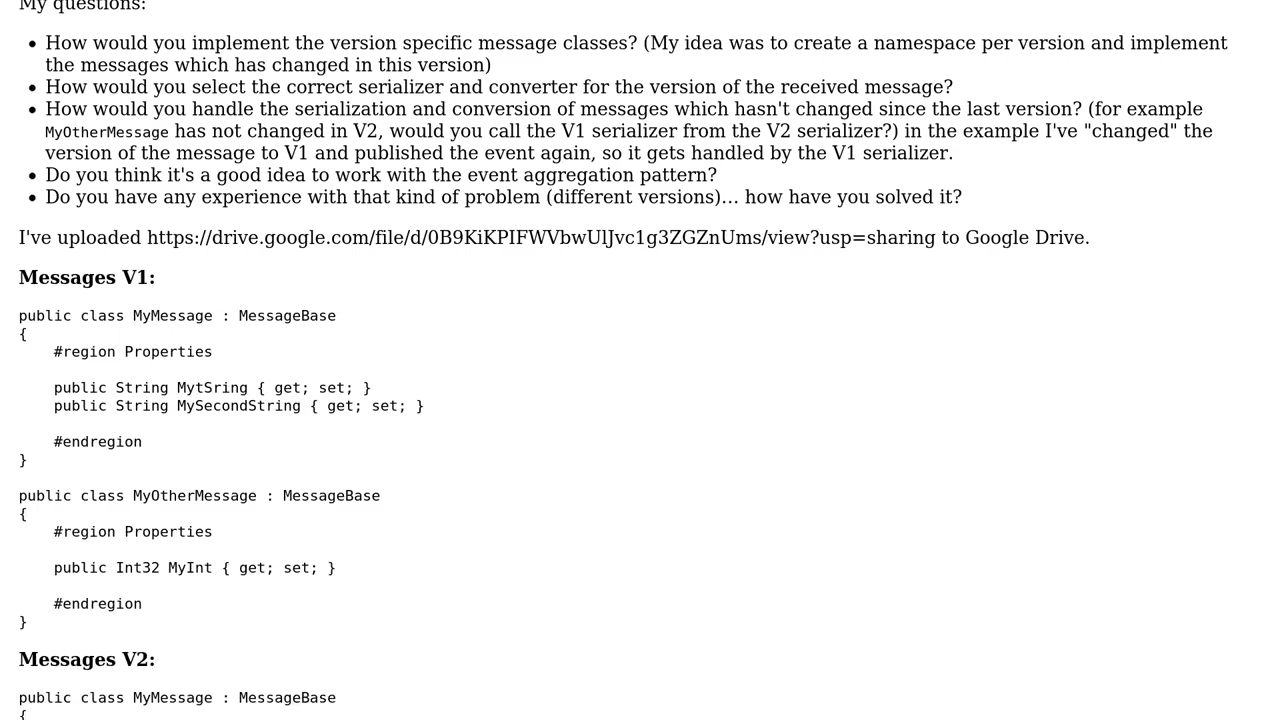 My questions:
• How would you implement the version specific message classes? (My idea was to create a namespace per version and implement
the messages which has changed in this version)
• How would you select the correct serializer and converter for the version of the received message?
• How would you handle the serialization and conversion of messages which hasn't changed since the last version? (for example
MyOtherMessage has not changed in V2, would you call the V1 serializer from the V2 serializer?) in the example I've "changed" the
version of the message to V1 and published the event again, so it gets handled by the V1 serializer.
• Do you think it's a good idea to work with the event aggregation pattern?
• Do you have any experience with that kind of problem (different versions)... how have you solved it?
I've uploaded https://drive.google.com/file/d/0B9KiKPIFWVbwUlJvc1g3ZGZnUms/view?usp=sharing to Google Drive.
Messages V1:
public class MyMessage : MessageBase
{
    #region Properties
    public String MytSring { get; set; }
    public String MySecondString { get; set; }
    #endregion
}
public class MyOtherMessage : MessageBase
{
    #region Properties
    public Int32 MyInt { get; set; }
    #endregion
}
Messages V2:
public class MyMessage : MessageBase
{